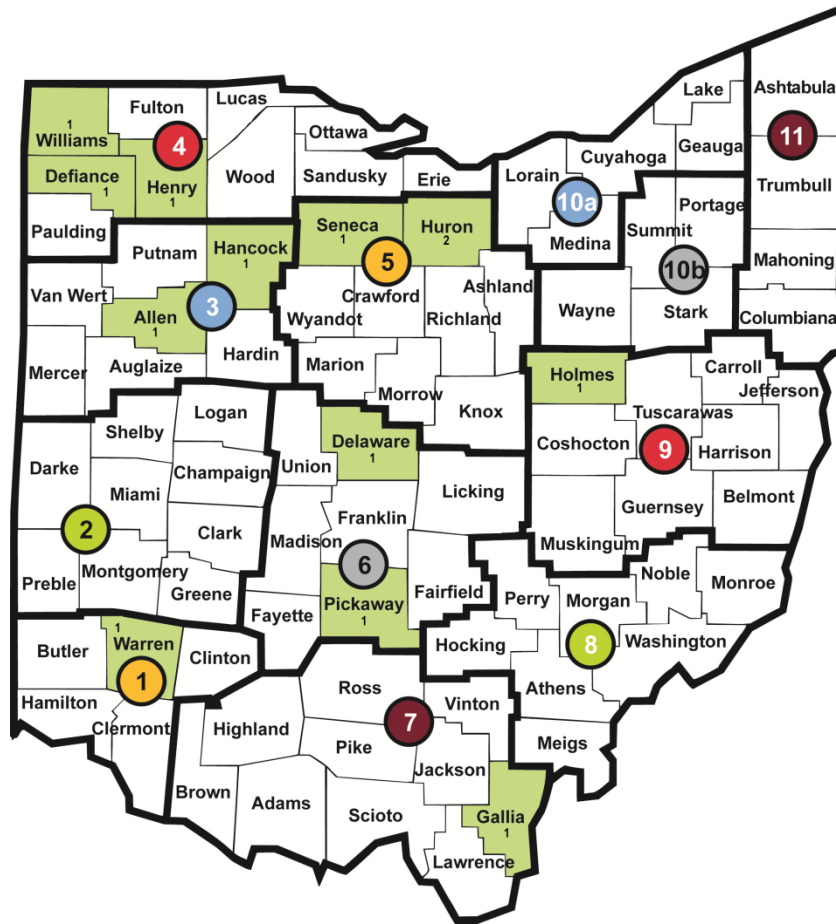 Lake
Ashtabula
Fulton
Lucas
1
Williams
4
Ottawa
11
Geauga
Cuyahoga
Defiance
1
Henry
1
Wood
Sandusky
Erie
Lorain
10a
Trumbull
Paulding
Seneca
1
Huron
2
Portage
Putnam
Hancock
1
Medina
Summit
5
10b
Mahoning
Van Wert
Allen
1
3
Crawford
Ashland
Wyandot
Richland
Wayne
Stark
Columbiana
Mercer
Auglaize
Hardin
Marion
Morrow
Holmes
1
Carroll
Jefferson
Logan
Knox
Tuscarawas
Shelby
Delaware
1
Coshocton
9
Harrison
Darke
Champaign
Union
Miami
Licking
Guernsey
Belmont
2
Clark
Franklin
Madison
Muskingum
Preble
Montgomery
6
Noble
Monroe
Greene
Fairfield
Perry
Morgan
Fayette
Pickaway
1
1
Warren
Butler
Clinton
Hocking
8
Washington
1
Hamilton
Ross
Athens
Clermont
Highland
7
Vinton
Pike
Meigs
Jackson
Brown
Adams
Scioto
Gallia
1
Lawrence